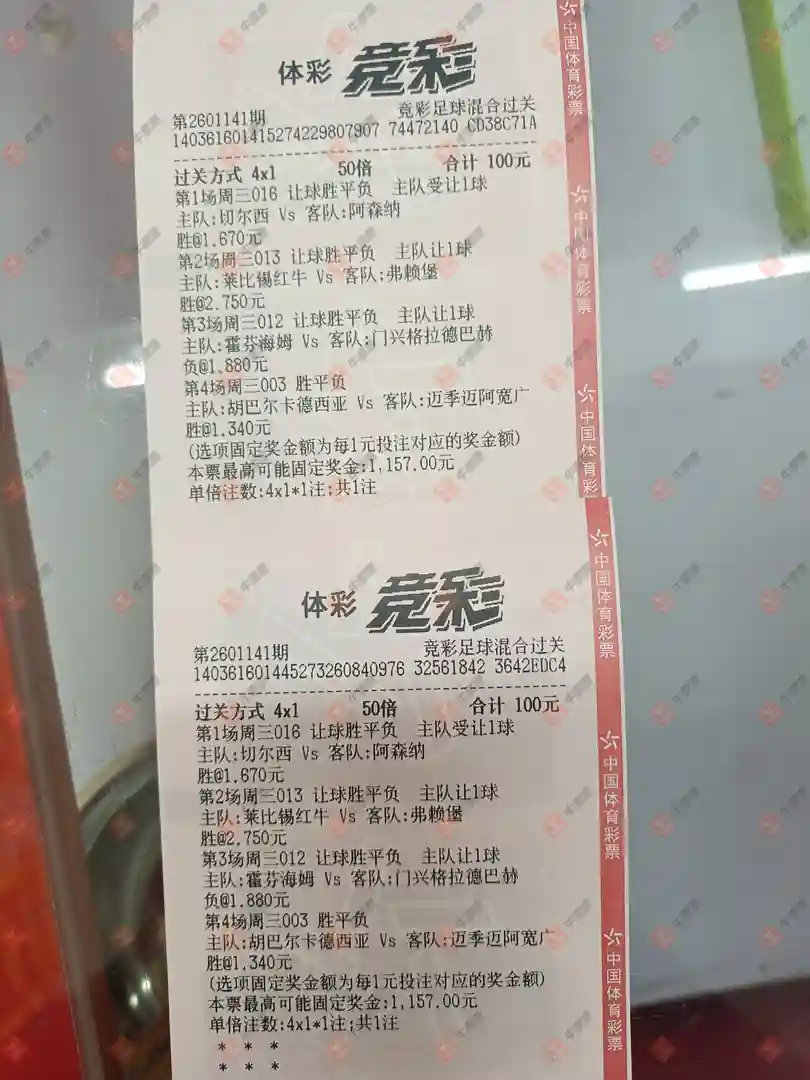 体彩 竞彩
第2601141期 竞彩足球混合过关
140361601415274229807907 74472140 CD38C71A
过关方式 4x1 50倍 合计 100元
第1场周三016 让球胜平负 主队受让1球
主队:切尔西 Vs 客队:阿森纳
胜@1.670元
第2场周三013 让球胜平负 主队让1球
主队:莱比锡红牛 Vs 客队:弗赖堡
胜@2.750元
第3场周三012 让球胜平负 主队让1球
主队:霍芬海姆 Vs 客队:门兴格拉德巴赫
负@1.880元
第4场周三003 胜平负
主队:胡巴尔卡德西亚 Vs 客队:迈季迈阿宽广
胜@1.340元
(选项固定奖金额为每1元投注对应的奖金额)
本票最高可能固定奖金:1,157.00元
单倍注数:4x1*1注;共1注
中国体育彩票
中国体育彩票
中国体育彩
体彩 竞彩
第2601141期 竞彩足球混合过关
140361601445273260840976 32561842 3642EDC4
过关方式 4x1 50倍 合计 100元
第1场周三016 让球胜平负 主队受让1球
主队:切尔西 Vs 客队:阿森纳
胜@1.670元
第2场周三013 让球胜平负 主队让1球
主队:莱比锡红牛 Vs 客队:弗赖堡
胜@2.750元
第3场周三012 让球胜平负 主队让1球
主队:霍芬海姆 Vs 客队:门兴格拉德巴赫
负@1.880元
第4场周三003 胜平负
主队:胡巴尔卡德西亚 Vs 客队:迈季迈阿宽广
胜@1.340元
(选项固定奖金额为每1元投注对应的奖金额)
本票最高可能固定奖金:1,157.00元
单倍注数:4x1*1注;共1注
* * *
* * *
中国体育彩票
中国体育彩票
中国体育彩票